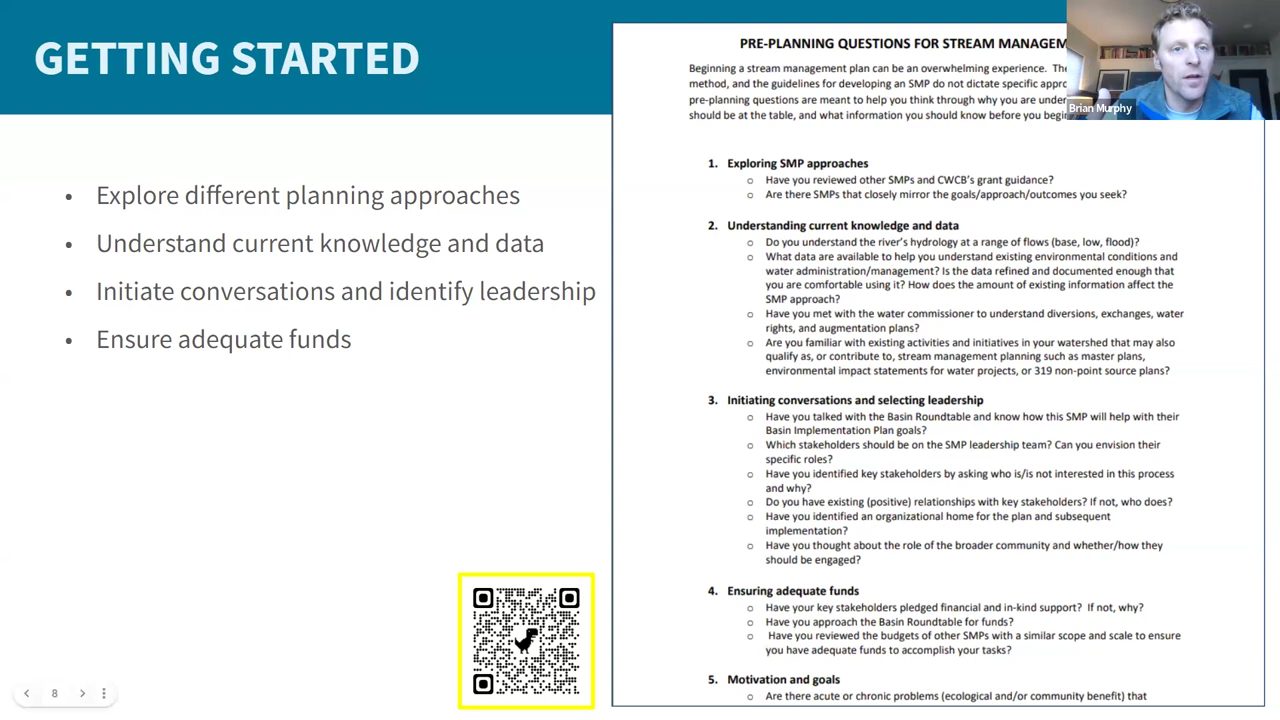 GETTING STARTED
• Explore different planning approaches
• Understand current knowledge and data
• Initiate conversations and identify leadership
• Ensure adequate funds
8
PRE-PLANNING QUESTIONS FOR STREAM
Beginning a stream management plan can be an overwhelming experience.
method, and the guidelines for developing an SMP do not dictate specific
pre-planning questions are meant to help you think through why you are
should be at the table, and what information you should know before you
Brian Murphy
1. Exploring SMP approaches
o Have you reviewed other SMPs and CWCB's grant guidance?
o Are there SMPs that closely mirror the goals/approach/outcomes you seek?
2. Understanding current knowledge and data
o Do you understand the river's hydrology at a range of flows (base, low, flood)?
o What data are available to help you understand existing environmental conditions and
water administration/management? Is the data refined and documented enough that
you are comfortable using it? How does the amount of existing information affect the
SMP approach?
o Have you met with the water commissioner to understand diversions, exchanges, water
rights, and augmentation plans?
o Are you familiar with existing activities and initiatives in your watershed that may also
qualify as, or contribute to, stream management planning such as master plans,
environmental impact statements for water projects, or 319 non-point source plans?
3. Initiating conversations and selecting leadership
o Have you talked with the Basin Roundtable and know how this SMP will help with their
Basin Implementation Plan goals?
o Which stakeholders should be on the SMP leadership team? Can you envision their
specific roles?
o Have you identified key stakeholders by asking who is/is not interested in this process
and why?
o Do you have existing (positive) relationships with key stakeholders? If not, who does?
o Have you identified an organizational home for the plan and subsequent
implementation?
o Have you thought about the role of the broader community and whether/how they
should be engaged?
4. Ensuring adequate funds
o Have your key stakeholders pledged financial and in-kind support? If not, why?
o Have you approach the Basin Roundtable for funds?
o Have you reviewed the budgets of other SMPs with a similar scope and scale to ensure
you have adequate funds to accomplish your tasks?
5. Motivation and goals
o Are there acute or chronic problems (ecological and/or community benefit) that